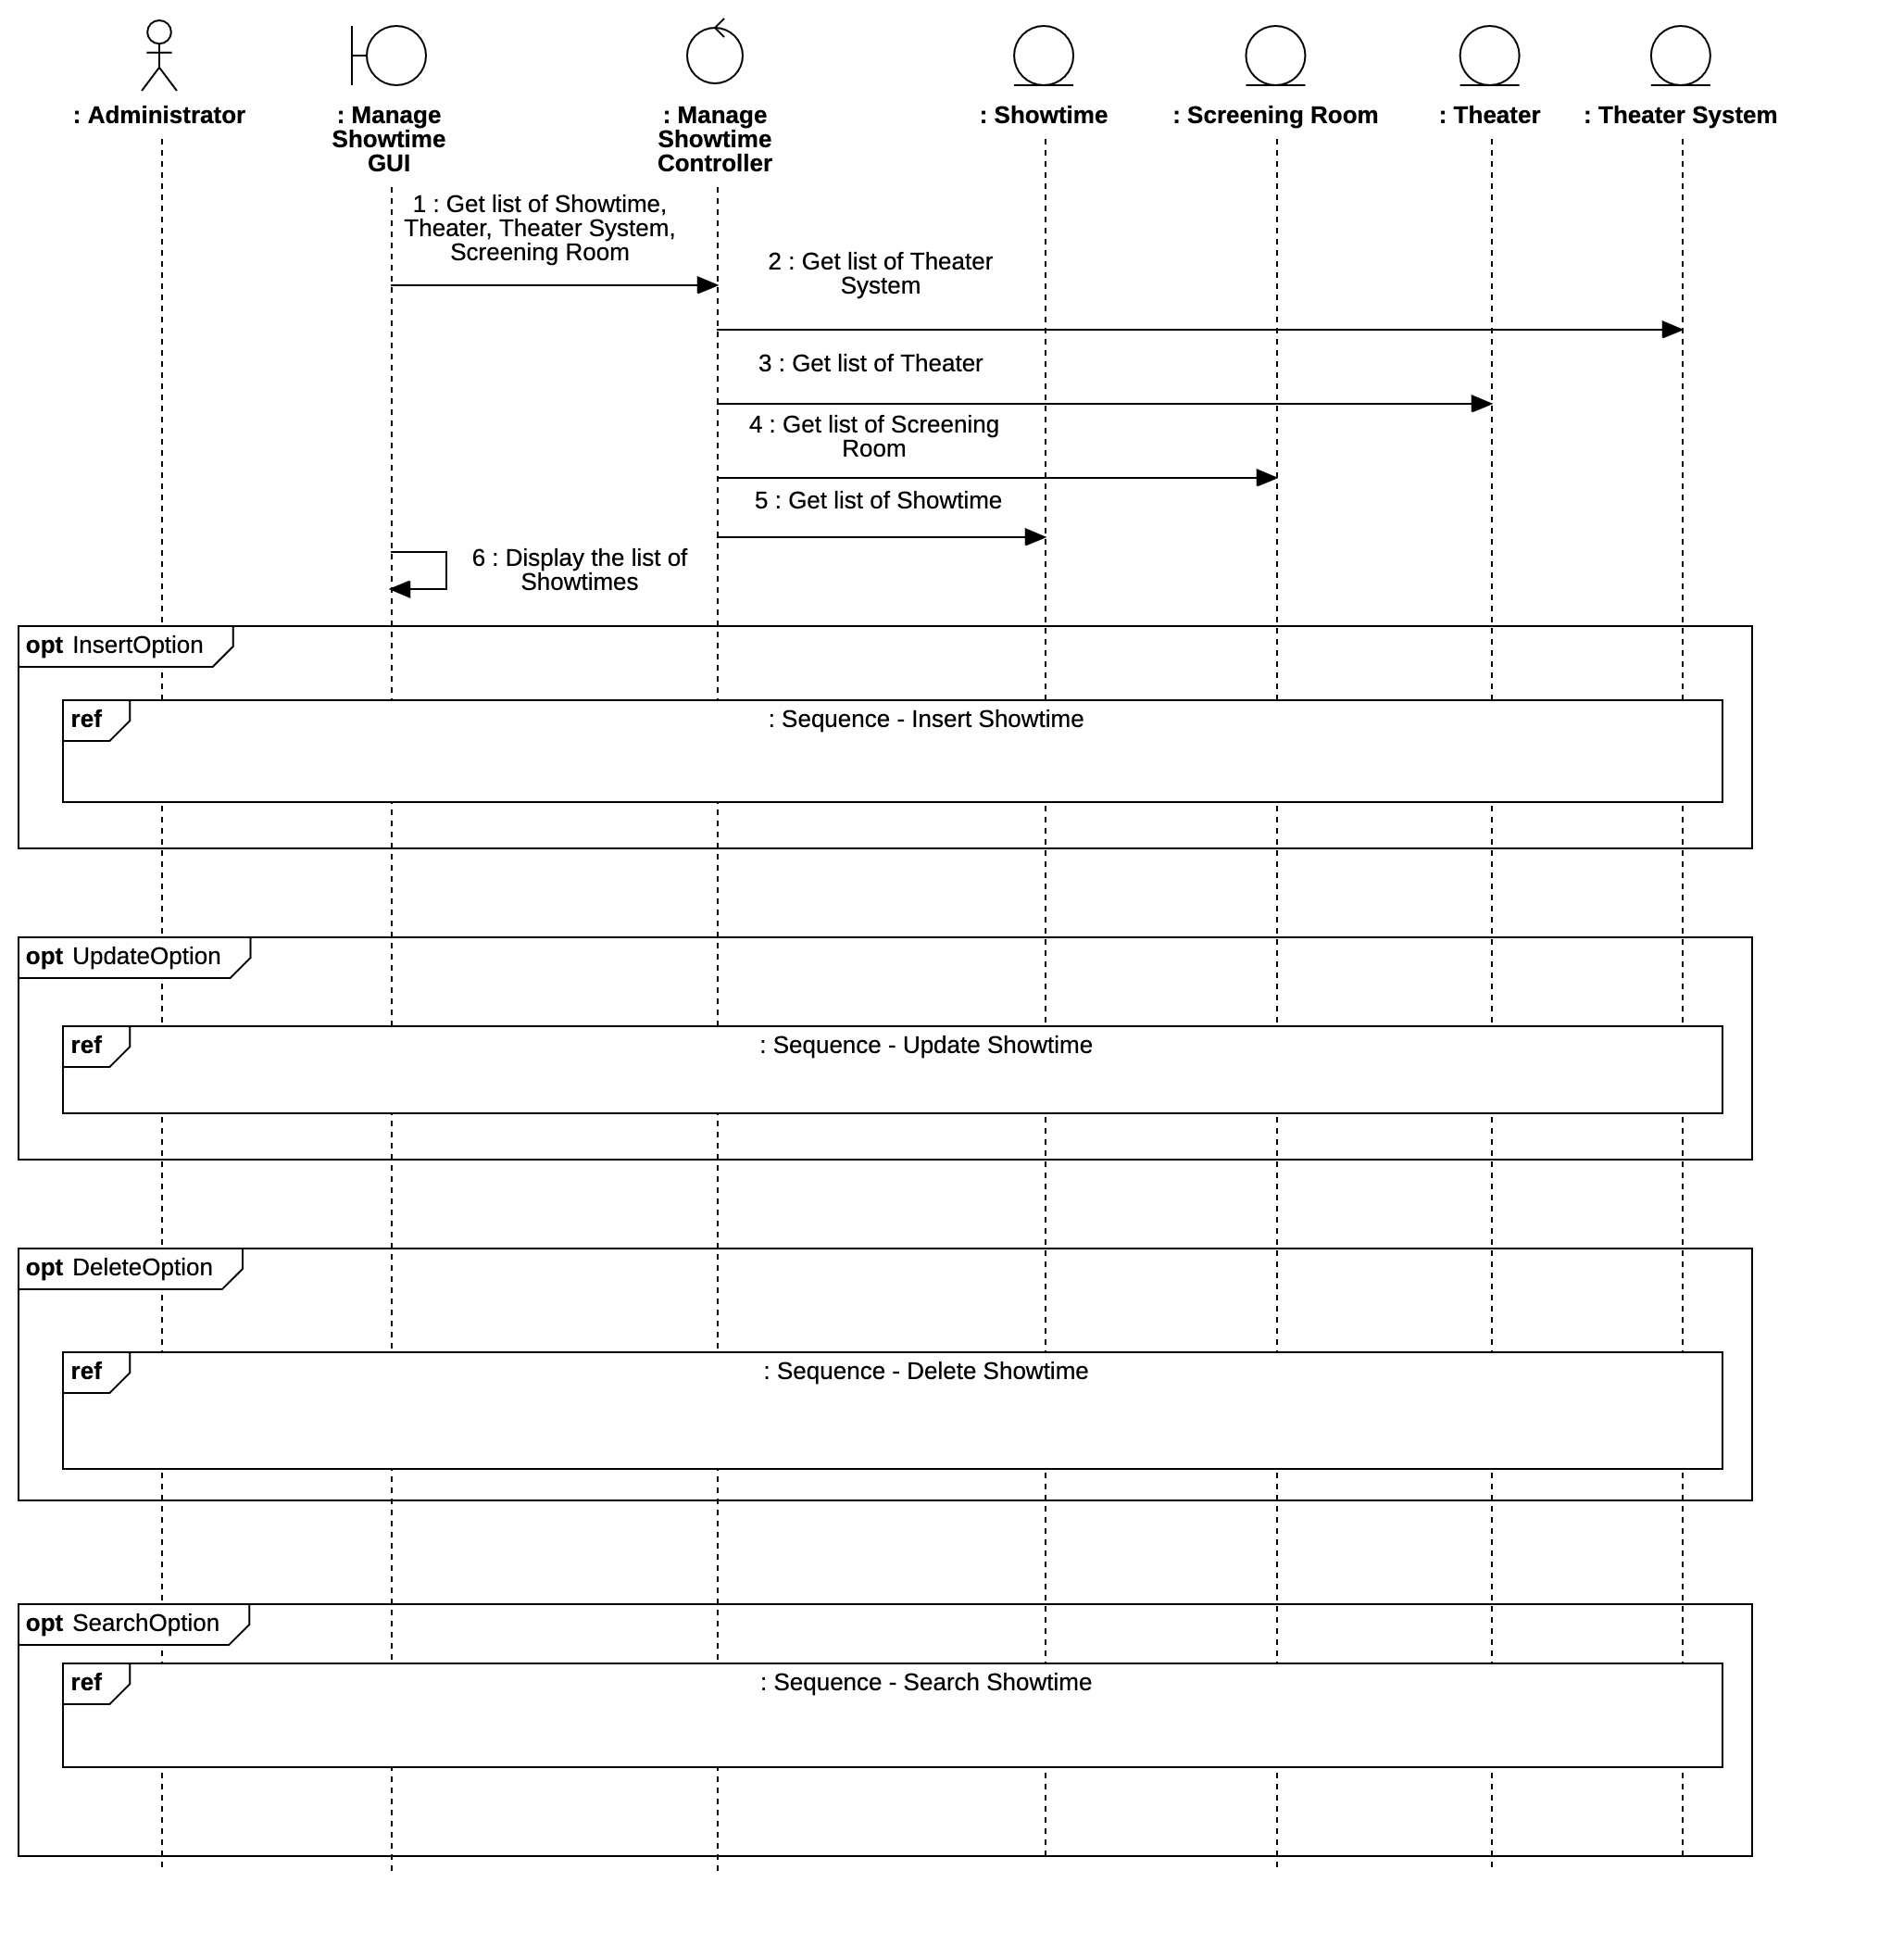 : Administrator
: Manage
Showtime
GUI
: Manage
Showtime
Controller
: Showtime
: Screening Room
: Theater
: Theater System
1 : Get list of Showtime,
Theater, Theater System,
Screening Room
2 : Get list of Theater
System
3 : Get list of Theater
4 : Get list of Screening
Room
5 : Get list of Showtime
6 : Display the list of
Showtimes
opt InsertOption
ref
: Sequence - Insert Showtime
opt UpdateOption
ref
: Sequence - Update Showtime
opt DeleteOption
ref
: Sequence - Delete Showtime
opt SearchOption
ref
: Sequence - Search Showtime